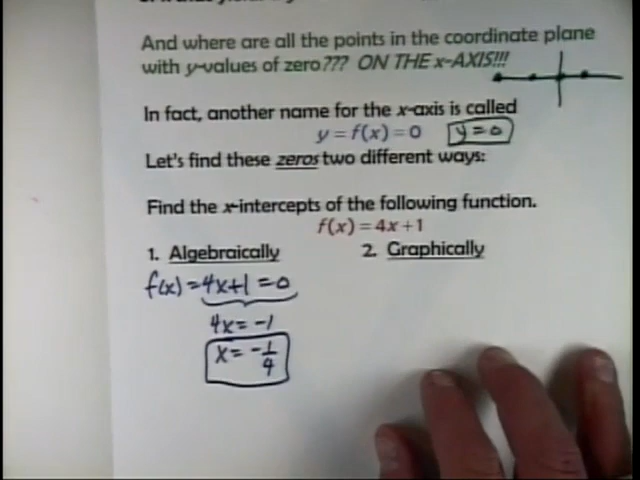 And where are all the points in the coordinate plane
with y-values of zero??? ON THE x-AXIS!!!
In fact, another name for the x-axis is called
y = f(x) = 0 y = 0
Let's find these zeros two different ways:
Find the x-intercepts of the following function.
f(x) = 4x + 1
1. Algebraically
2. Graphically
f(x) = 4x+1 = 0
4x = -1
x = -1/4